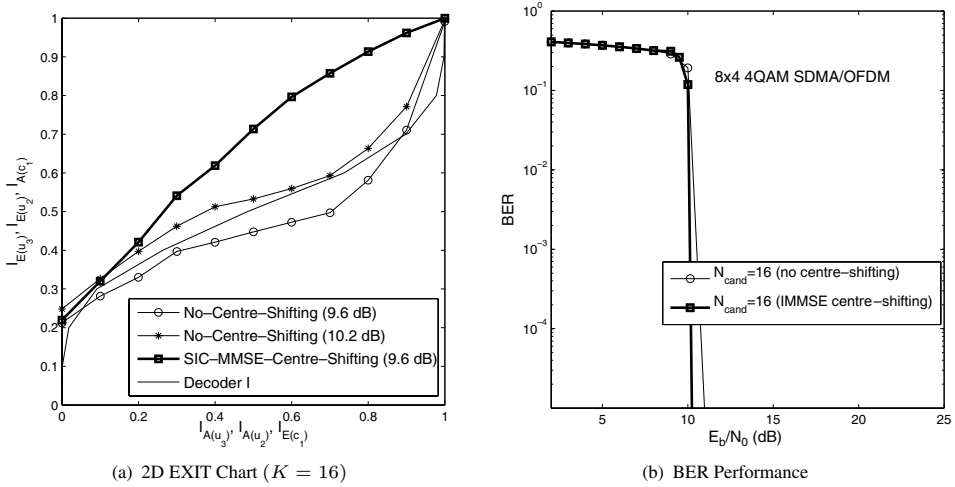 1
0.9
0.8
0.7
0.6
0.5
0.4
0.3
0.2
0.1
0
I_E(u_3), I_E(u_2), I_A(c_1)
No−Centre−Shifting (9.6 dB)
No−Centre−Shifting (10.2 dB)
SIC−MMSE−Centre−Shifting (9.6 dB)
Decoder I
0 0.2 0.4 0.6 0.8 1
I_A(u_3), I_A(u_2), I_E(c_1)
(a) 2D EXIT Chart (K = 16)
10^0
10^−1
10^−2
10^−3
10^−4
BER
8x4 4QAM SDMA/OFDM
N_cand=16 (no centre−shifting)
N_cand=16 (IMMSE centre−shifting)
5 10 15 20 25
E_b/N_0 (dB)
(b) BER Performance